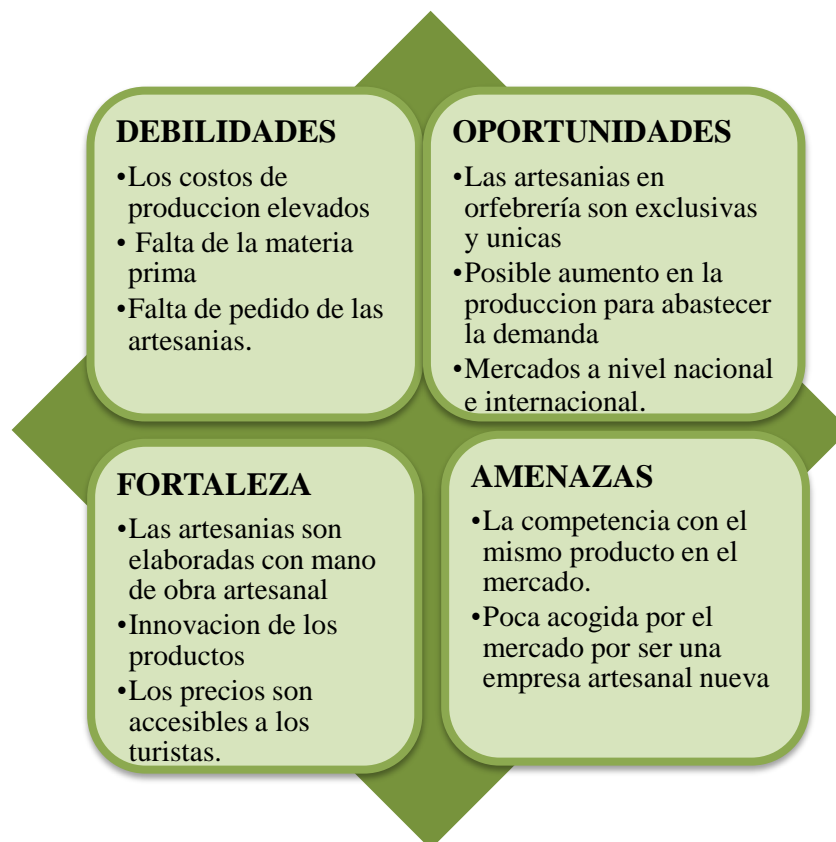 DEBILIDADES
•Los costos de
produccion elevados
• Falta de la materia
prima
•Falta de pedido de las
artesanias.
OPORTUNIDADES
•Las artesanias en
orfebrería son exclusivas
y unicas
•Posible aumento en la
produccion para abastecer
la demanda
•Mercados a nivel nacional
e internacional.
FORTALEZA
•Las artesanias son
elaboradas con mano
de obra artesanal
•Innovacion de los
productos
•Los precios son
accesibles a los
turistas.
AMENAZAS
•La competencia con el
mismo producto en el
mercado.
•Poca acogida por el
mercado por ser una
empresa artesanal nueva